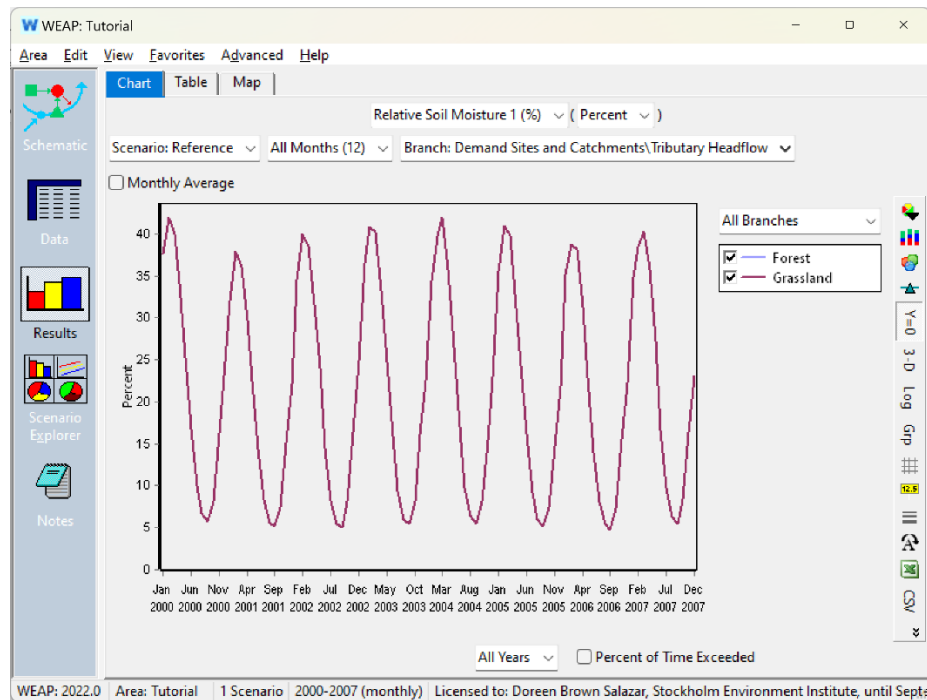 WEAP: Tutorial
Area Edit View Favorites Advanced Help
Chart Table Map
Relative Soil Moisture 1 (%) ( Percent )
Scenario: Reference All Months (12) Branch: Demand Sites and Catchments\Tributary Headflow
Monthly Average
Schematic
Data
Results
Scenario
Explorer
Notes
All Branches
Forest
Grassland
Percent
40
35
30
25
20
15
10
5
0
Jan Jun Nov Apr Sep Feb Jul Dec May Oct Mar Aug Jan Jun Nov Apr Sep Feb Jul Dec
2000 2000 2000 2001 2001 2002 2002 2002 2003 2003 2004 2004 2005 2005 2005 2006 2006 2007 2007 2007
Y=0
3-D
Log
Grp
12.5
A
CSV
All Years Percent of Time Exceeded
WEAP: 2022.0 Area: Tutorial 1 Scenario 2000-2007 (monthly) Licensed to: Doreen Brown Salazar, Stockholm Environment Institute, until Septe